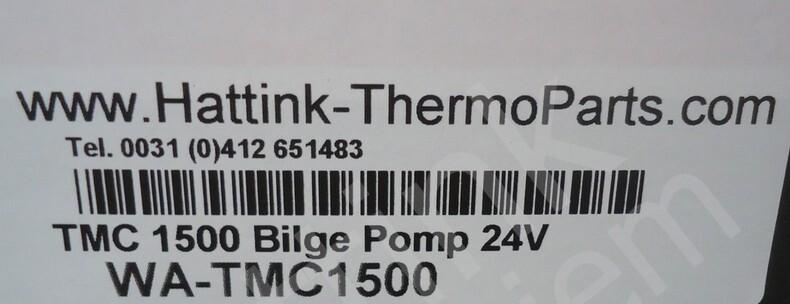 www.Hattink-ThermoParts.com
Tel. 0031 (0)412 651483
TMC 1500 Bilge Pomp 24V
WA-TMC1500